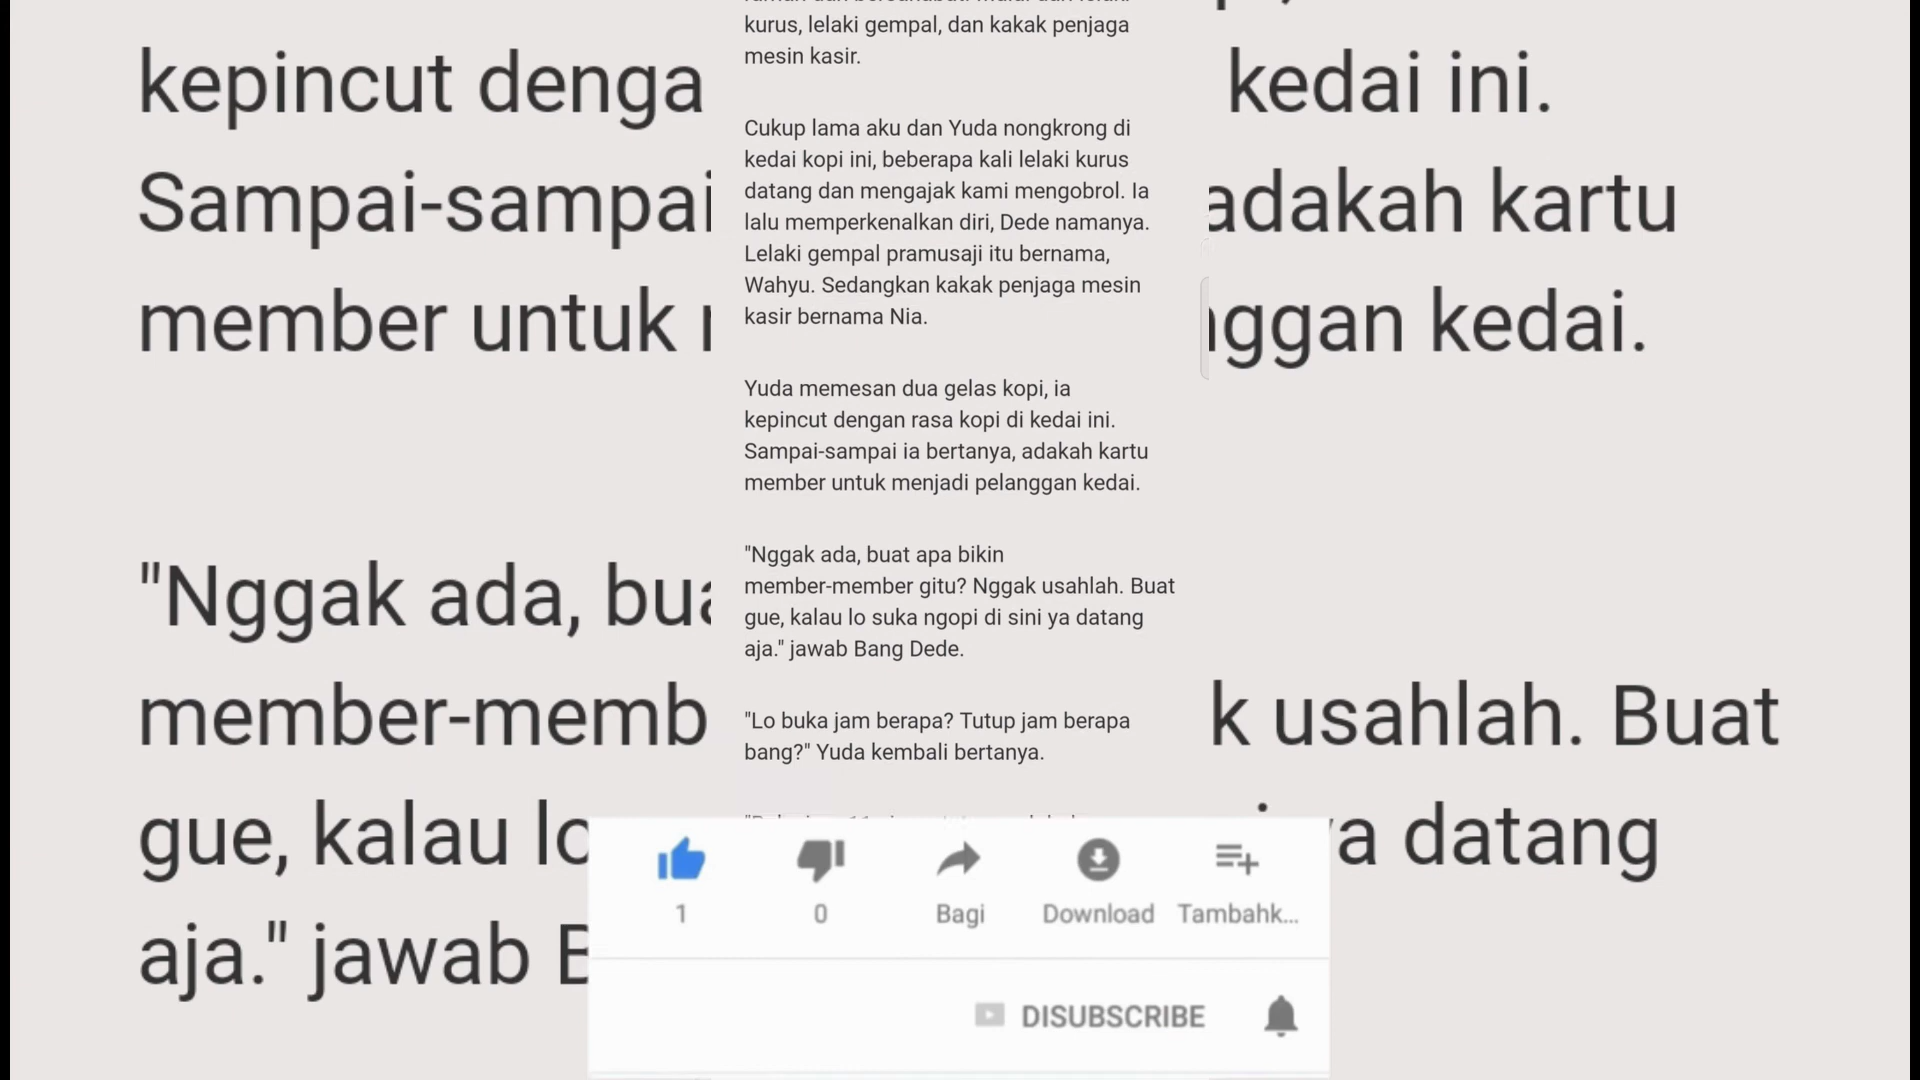 kurus, lelaki gempal, dan kakak penjaga
mesin kasir.
Cukup lama aku dan Yuda nongkrong di
kedai kopi ini, beberapa kali lelaki kurus
datang dan mengajak kami mengobrol. Ia
lalu memperkenalkan diri, Dede namanya.
Lelaki gempal pramusaji itu bernama,
Wahyu. Sedangkan kakak penjaga mesin
kasir bernama Nia.
Yuda memesan dua gelas kopi, ia
kepincut dengan rasa kopi di kedai ini.
Sampai-sampai ia bertanya, adakah kartu
member untuk menjadi pelanggan kedai.
"Nggak ada, buat apa bikin
member-member gitu? Nggak usahlah. Buat
gue, kalau lo suka ngopi di sini ya datang
aja." jawab Bang Dede.
"Lo buka jam berapa? Tutup jam berapa
bang?" Yuda kembali bertanya.
kepincut denga kedai ini.
Sampai-sampai adakah kartu
member untuk nggan kedai.
"Nggak ada, bua
member-memb k usahlah. Buat
gue, kalau lo ya datang
aja." jawab B
1 0 Bagi Download Tambahk...
DISUBSCRIBE